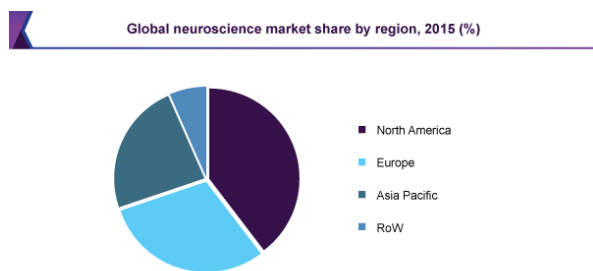 Global neuroscience market share by region, 2015 (%)
North America
Europe
Asia Pacific
RoW